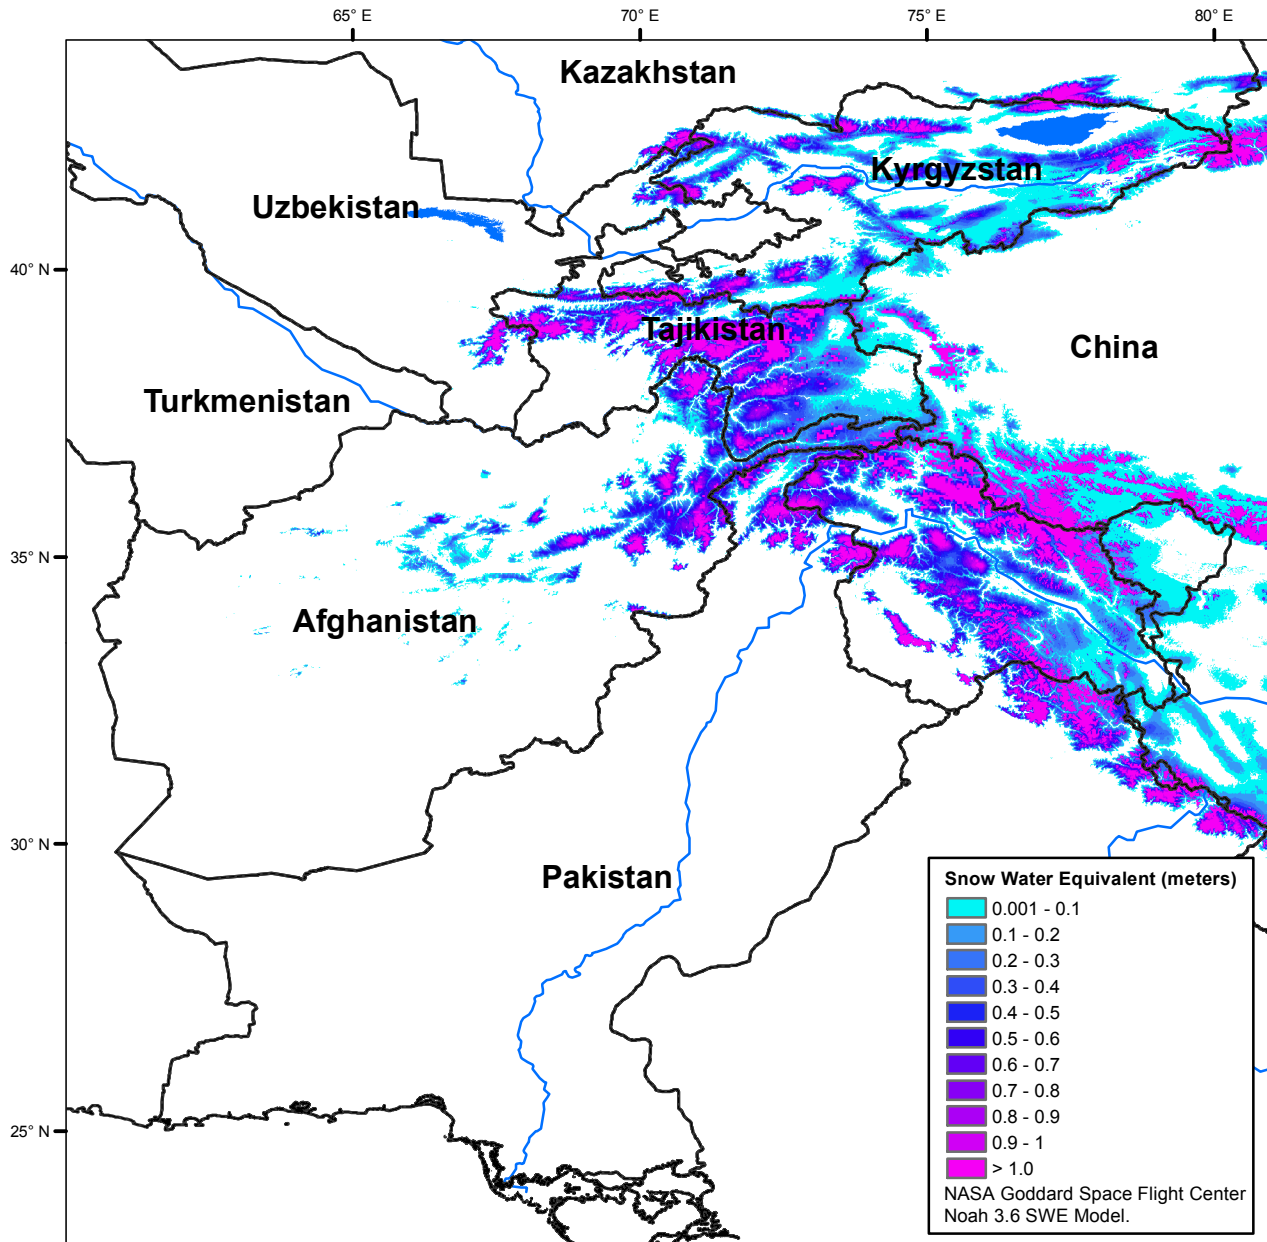 65° E
70° E
75° E
80° E
Kazakhstan
Kyrgyzstan
Uzbekistan
40° N
Tajikistan
China
Turkmenistan
35° N
Afghanistan
30° N
Pakistan
25° N
Snow Water Equivalent (meters)
0.001 - 0.1
0.1 - 0.2
0.2 - 0.3
0.3 - 0.4
0.4 - 0.5
0.5 - 0.6
0.6 - 0.7
0.7 - 0.8
0.8 - 0.9
0.9 - 1
> 1.0
NASA Goddard Space Flight Center
Noah 3.6 SWE Model.